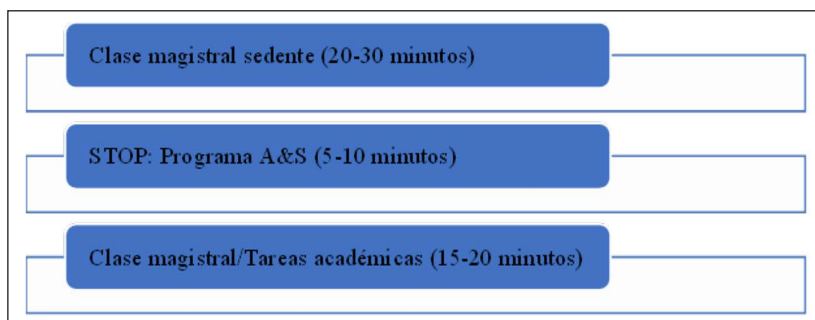 Clase magistral sedente (20-30 minutos)
STOP: Programa A&S (5-10 minutos)
Clase magistral/Tareas académicas (15-20 minutos)